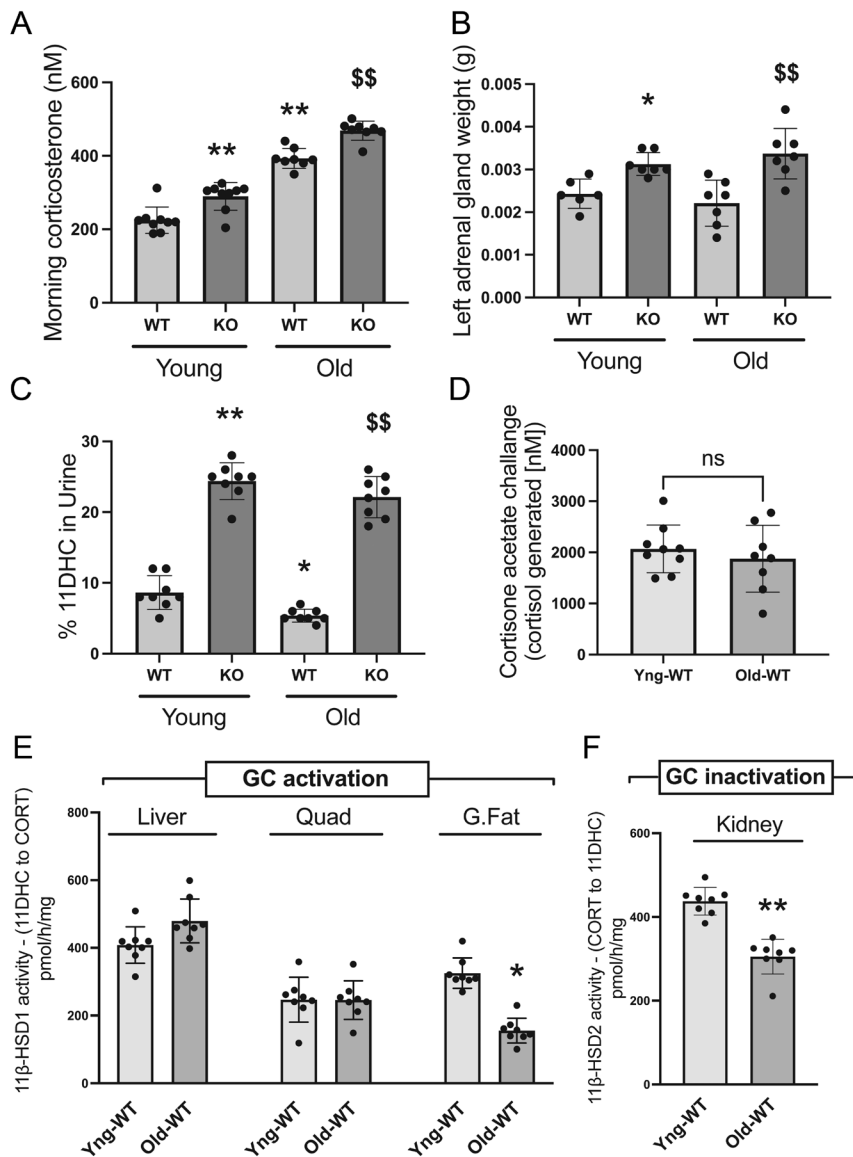 A
Morning corticosterone (nM)
600
400
200
0
**
**
$$
WT
KO
WT
KO
Young
Old
B
Left adrenal gland weight (g)
0.005
0.004
0.003
0.002
0.001
0.000
*
$$
WT
KO
WT
KO
Young
Old
C
% 11DHC in Urine
30
20
10
0
**
*
$$
WT
KO
WT
KO
Young
Old
D
Cortisone acetate challange
(cortisol generated [nM])
4000
3000
2000
1000
0
ns
Yng-WT
Old-WT
E
GC activation
11β-HSD1 activity - (11DHC to CORT)
pmol/h/mg
800
600
400
200
0
Liver
Quad
G.Fat
*
Yng-WT
Old-WT
Yng-WT
Old-WT
Yng-WT
Old-WT
F
GC inactivation
11β-HSD2 activity - (CORT to 11DHC)
pmol/h/mg
600
400
200
0
Kidney
**
Yng-WT
Old-WT